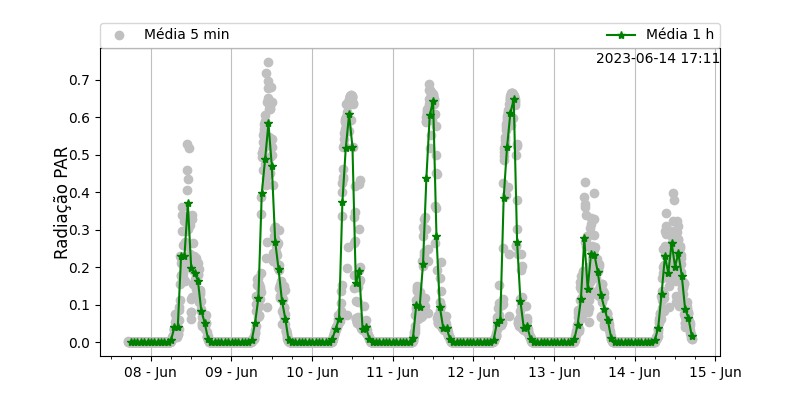 Média 5 min
Média 1 h
2023-06-14 17:11
Radiação PAR
0.7
0.6
0.5
0.4
0.3
0.2
0.1
0.0
08 - Jun
09 - Jun
10 - Jun
11 - Jun
12 - Jun
13 - Jun
14 - Jun
15 - Jun